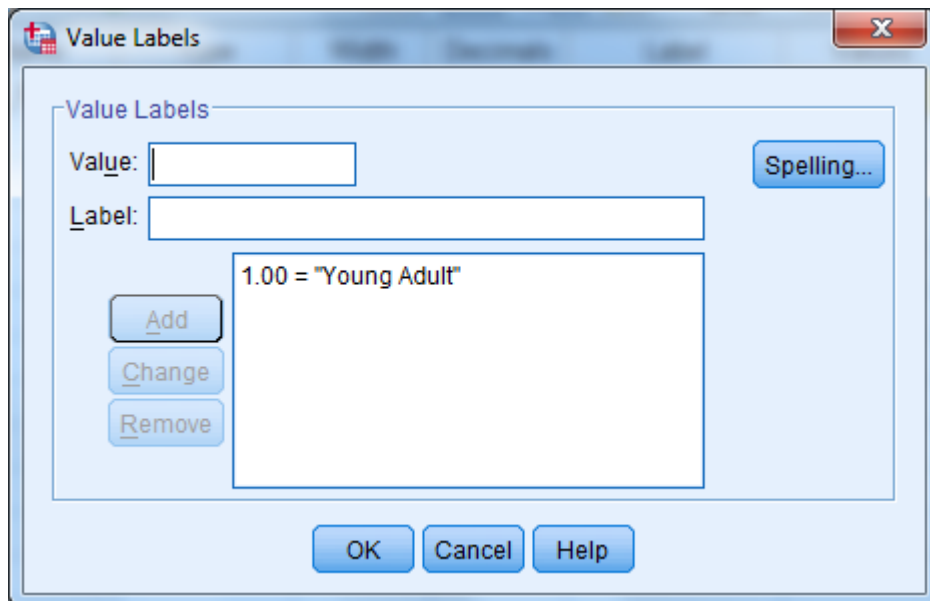 Value Labels
Value Labels
Value:
Spelling...
Label:
1.00 = "Young Adult"
Add
Change
Remove
OK Cancel Help